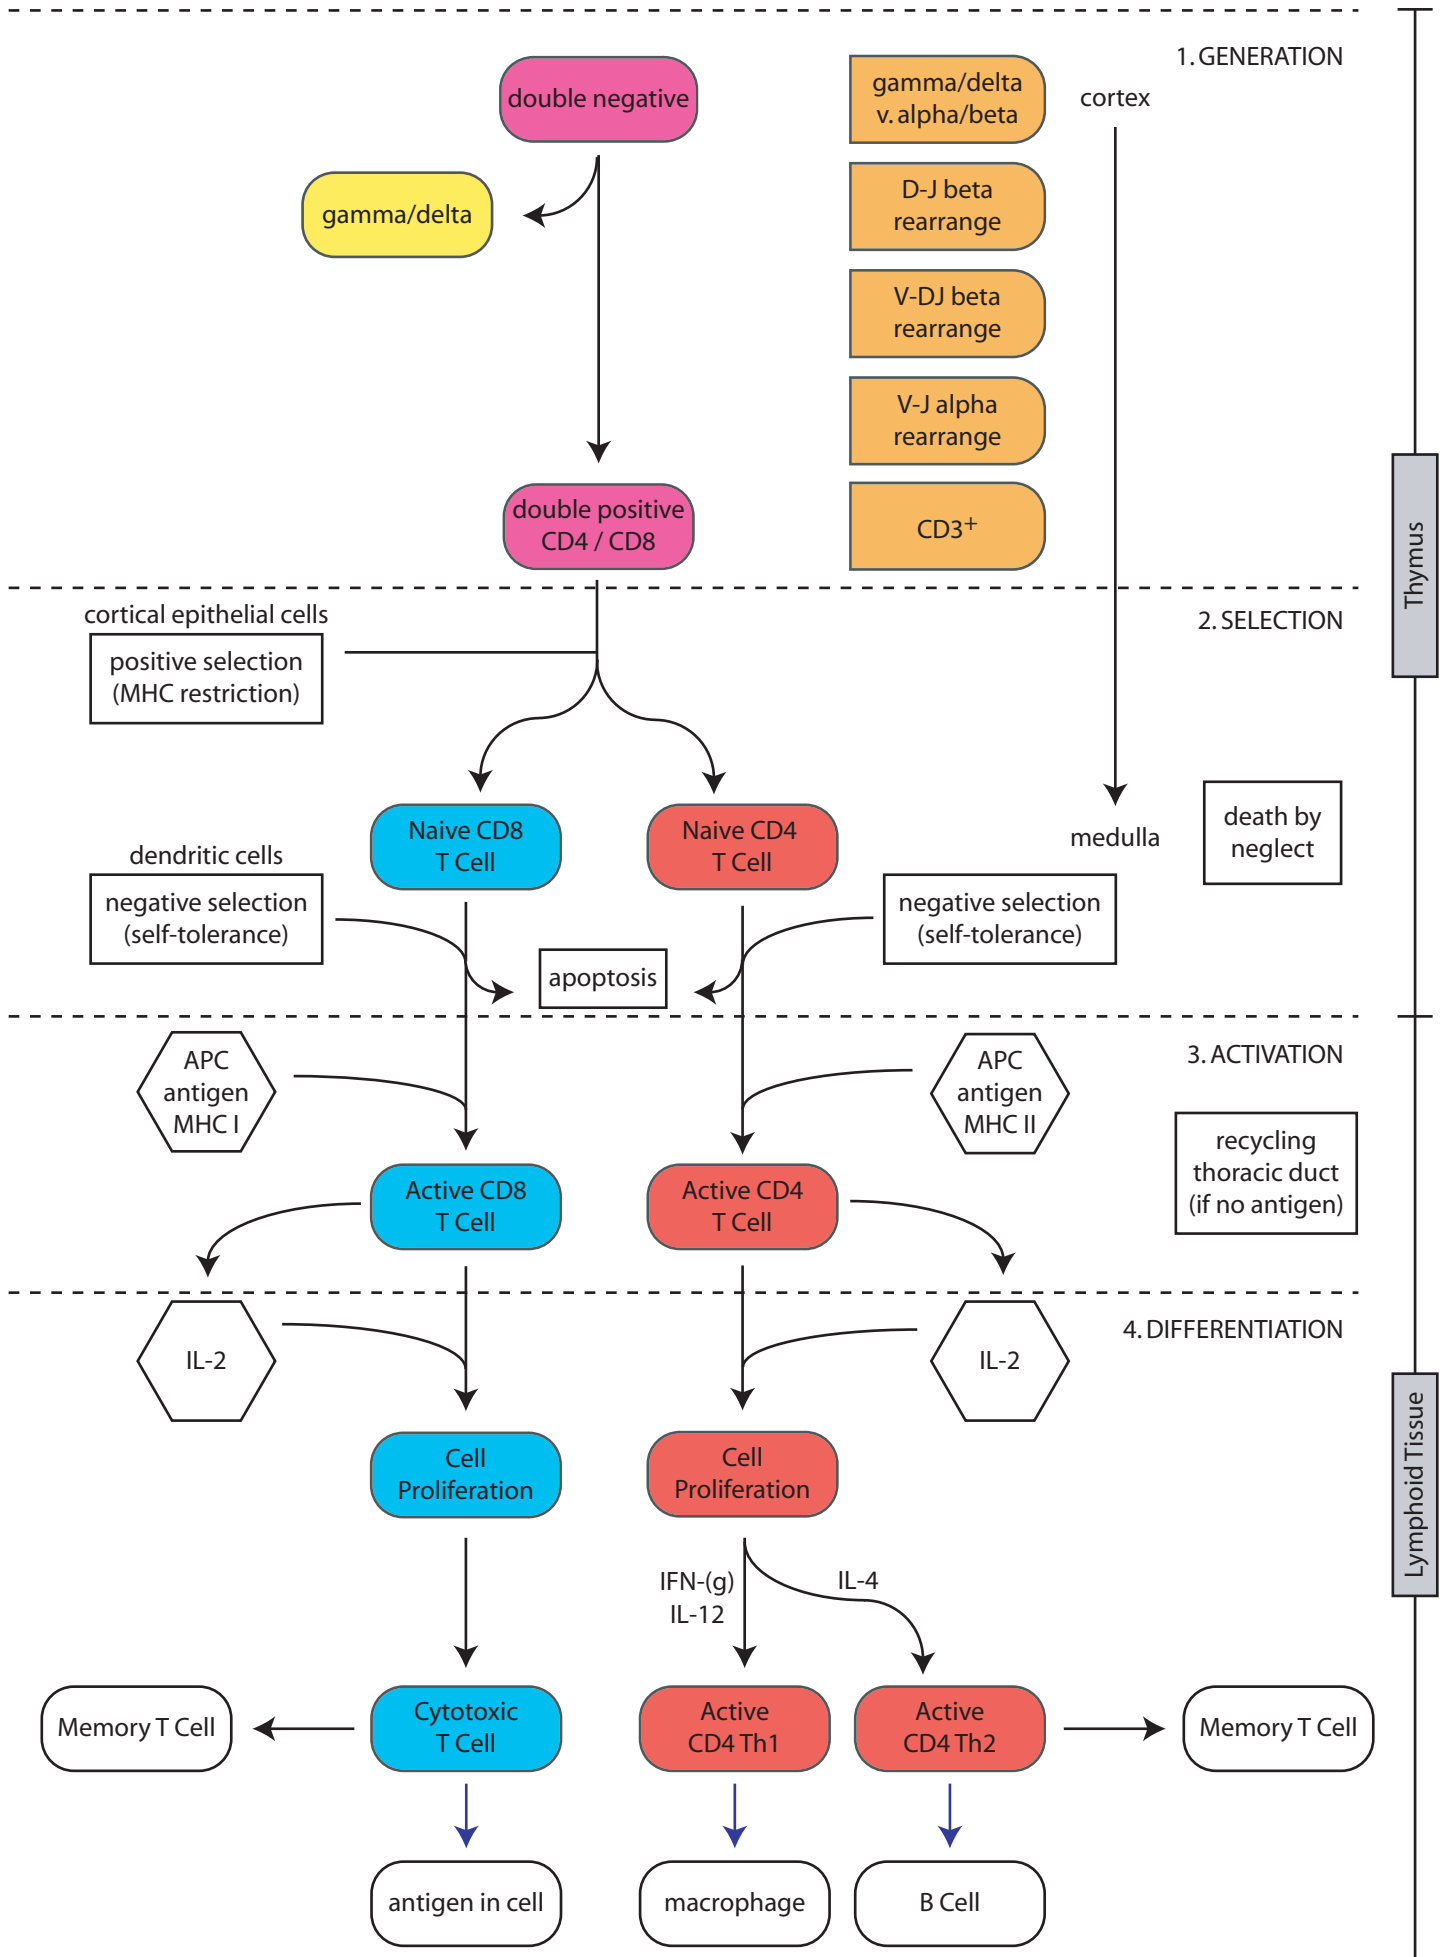 1. GENERATION
double negative
gamma/delta
v. alpha/beta
cortex
gamma/delta
D-J beta
rearrange
V-DJ beta
rearrange
V-J alpha
rearrange
double positive
CD4 / CD8
CD3+
Thymus
2. SELECTION
cortical epithelial cells
positive selection
(MHC restriction)
Naive CD8
T Cell
Naive CD4
T Cell
medulla
death by
neglect
dendritic cells
negative selection
(self-tolerance)
negative selection
(self-tolerance)
apoptosis
3. ACTIVATION
APC
antigen
MHC I
APC
antigen
MHC II
recycling
thoracic duct
(if no antigen)
Active CD8
T Cell
Active CD4
T Cell
4. DIFFERENTIATION
IL-2
IL-2
Cell
Proliferation
Cell
Proliferation
Lymphoid Tissue
IFN-(g)
IL-12
IL-4
Memory T Cell
Cytotoxic
T Cell
Active
CD4 Th1
Active
CD4 Th2
Memory T Cell
antigen in cell
macrophage
B Cell